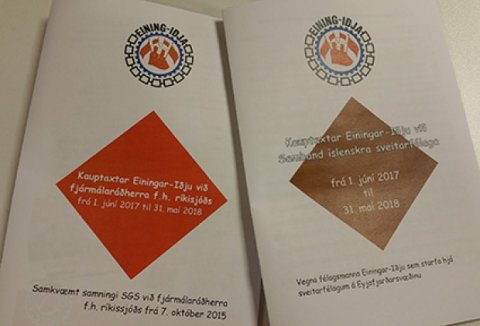 EINING-IÐJA
Kauptaxtar Einingar-Iðju við
fjármálaráðherra f.h. ríkisjóðs
frá 1. júní 2017 til 31. maí 2018
Samkvæmt samningi SGS við fjármálaráðherra
f.h. ríkissjóðs frá 7. október 2015
EINING-IÐJA
Kauptaxtar Einingar-Iðju við
Samband íslenskra sveitarfélaga
frá 1. júní 2017
til
31. maí 2018
Vegna félagsmanna Einingar-Iðju sem starfa hjá
sveitarfélögum á Eyjafjarðarsvæðinu